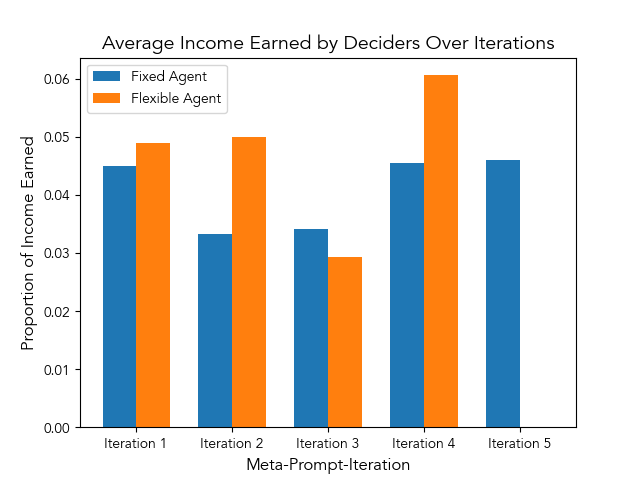 Average Income Earned by Deciders Over Iterations
Fixed Agent
Flexible Agent
Proportion of Income Earned
0.06
0.05
0.04
0.03
0.02
0.01
0.00
Iteration 1
Iteration 2
Iteration 3
Iteration 4
Iteration 5
Meta-Prompt-Iteration